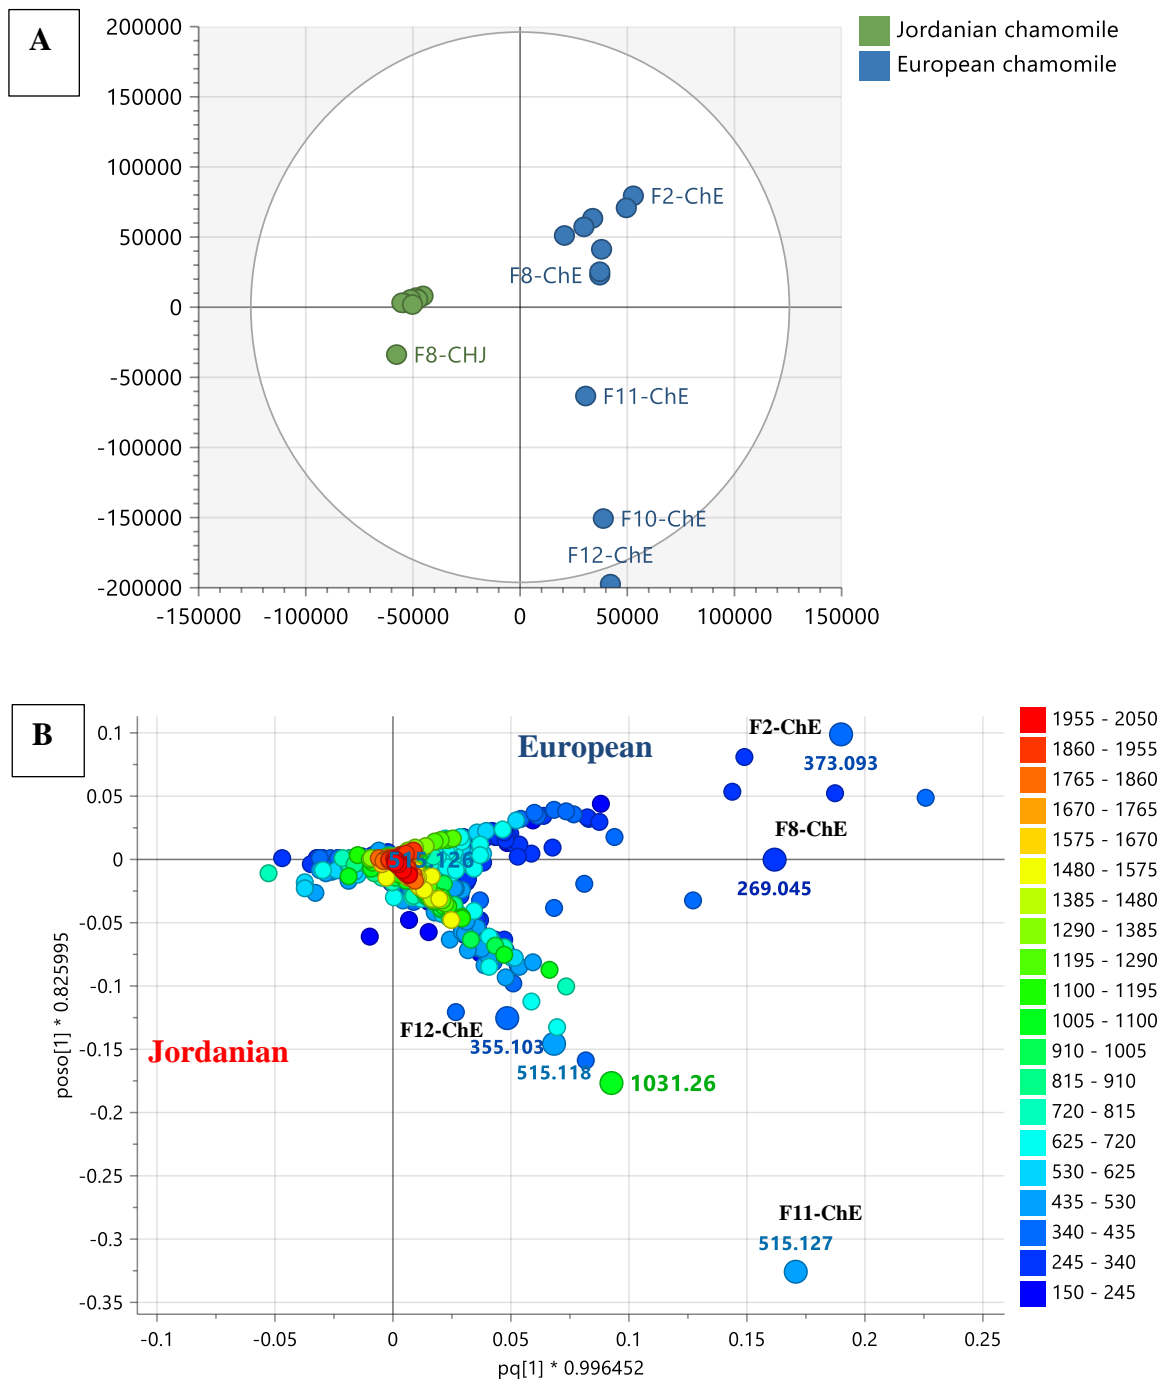 A
Jordanian chamomile
European chamomile
200000
150000
100000
50000
0
-50000
-100000
-150000
-200000
F2-ChE
F8-ChE
F8-CHJ
F11-ChE
F10-ChE
F12-ChE
-150000 -100000 -50000 0 50000 100000 150000
B
0.1
0.05
0
-0.05
-0.1
-0.15
-0.2
-0.25
-0.3
-0.35
poso[1] * 0.825995
European
Jordanian
F2-ChE
373.093
F8-ChE
269.045
515.126
F12-ChE
355.103
515.118
1031.26
F11-ChE
515.127
-0.1 -0.05 0 0.05 0.1 0.15 0.2 0.25
pq[1] * 0.996452
1955 - 2050
1860 - 1955
1765 - 1860
1670 - 1765
1575 - 1670
1480 - 1575
1385 - 1480
1290 - 1385
1195 - 1290
1100 - 1195
1005 - 1100
910 - 1005
815 - 910
720 - 815
625 - 720
530 - 625
435 - 530
340 - 435
245 - 340
150 - 245